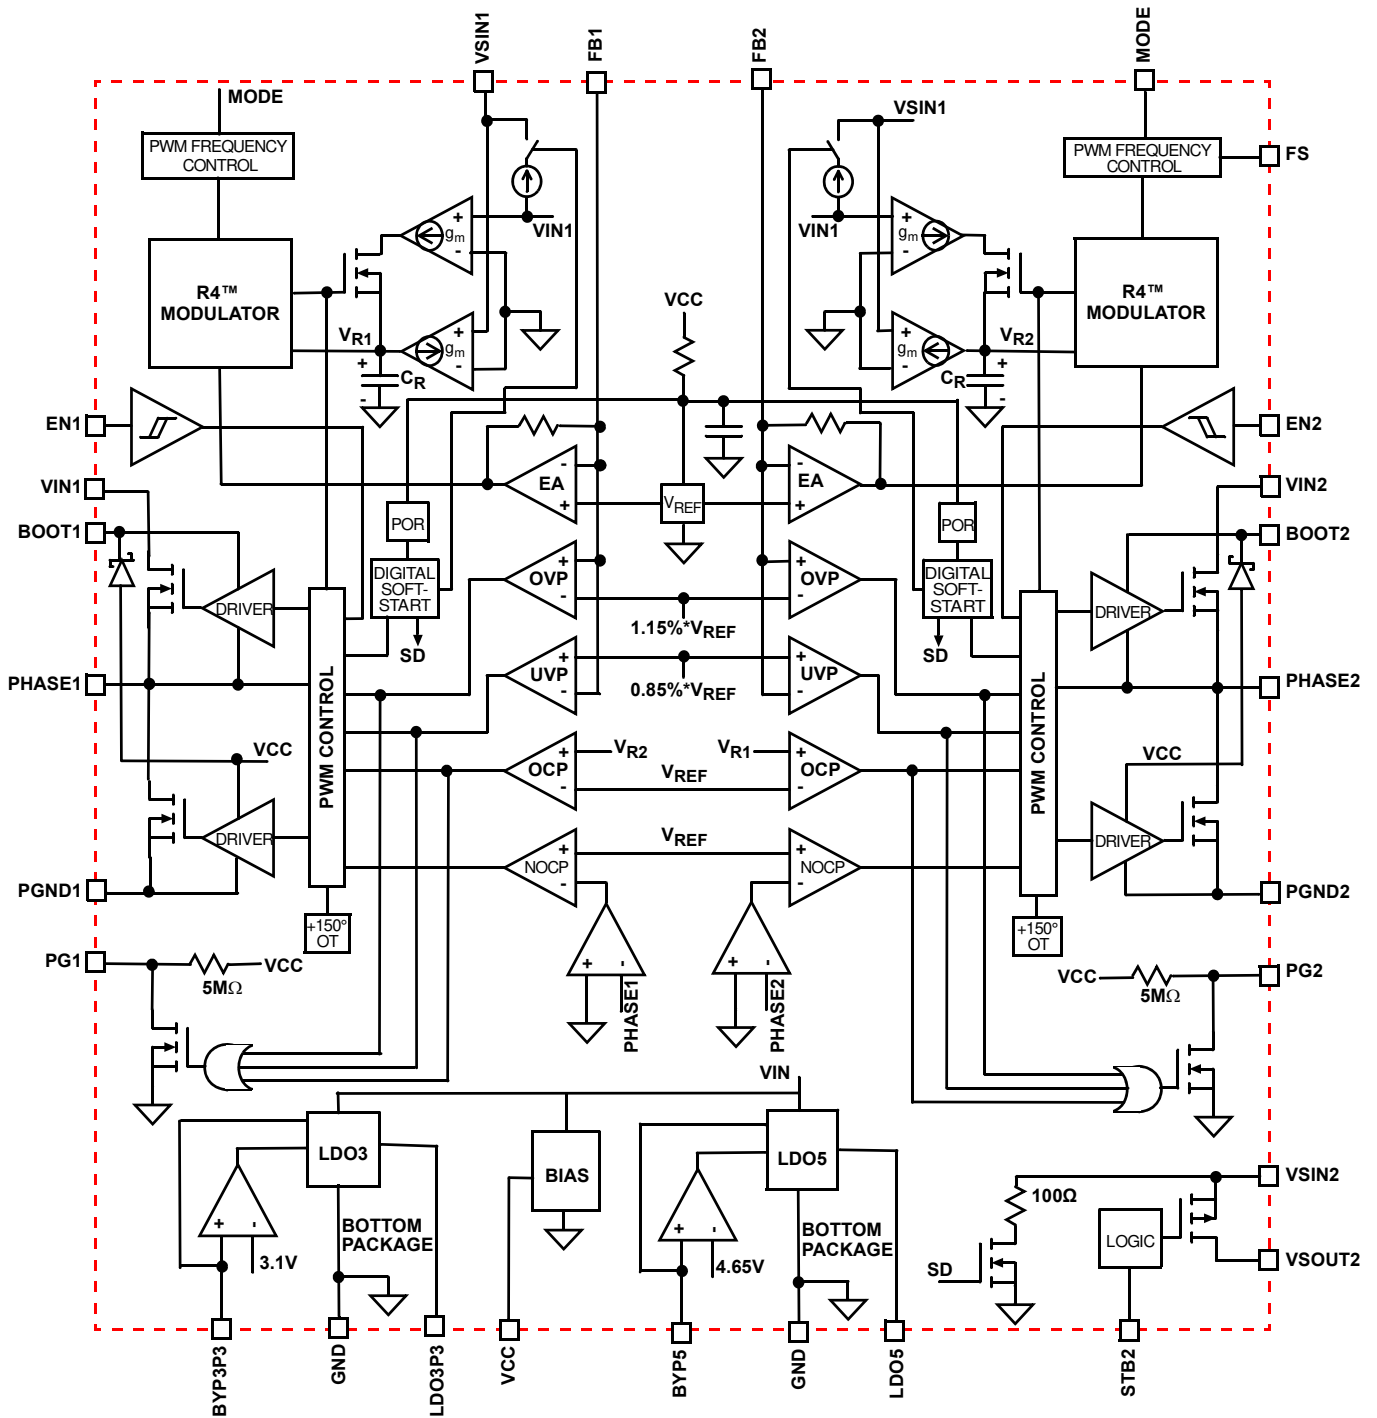 VSIN1
FB1
FB2
MODE
MODE
PWM FREQUENCY
CONTROL
VSIN1
PWM FREQUENCY
CONTROL
FS
+
gm
-
VIN1
VIN1
+
gm
-
R4™
MODULATOR
VCC
R4™
MODULATOR
VR1
+
gm
-
+
gm
-
VR2
+
CR
-
CR
+
-
EN1
EN2
-
EA
+
VREF
-
EA
+
VIN1
VIN2
BOOT1
POR
POR
BOOT2
DIGITAL
SOFT-
START
+
OVP
-
+
OVP
-
DIGITAL
SOFT-
START
DRIVER
DRIVER
1.15%*VREF
SD
SD
PHASE1
+
UVP
-
0.85%*VREF
+
UVP
-
PHASE2
PWM CONTROL
PWM CONTROL
VCC
+
OCP
-
VR2
VREF
VR1
+
OCP
-
VCC
DRIVER
DRIVER
+
NOCP
-
VREF
+
NOCP
-
PGND1
PGND2
+150°
OT
+150°
OT
PG1
VCC
5MΩ
+
-
PHASE1
+
-
PHASE2
VCC
5MΩ
PG2
VIN
LDO3
BIAS
LDO5
100Ω
VSIN2
+
-
3.1V
BOTTOM
PACKAGE
+
-
4.65V
BOTTOM
PACKAGE
LOGIC
SD
VSOUT2
BYP3P3
GND
LDO3P3
VCC
BYP5
GND
LDO5
STB2